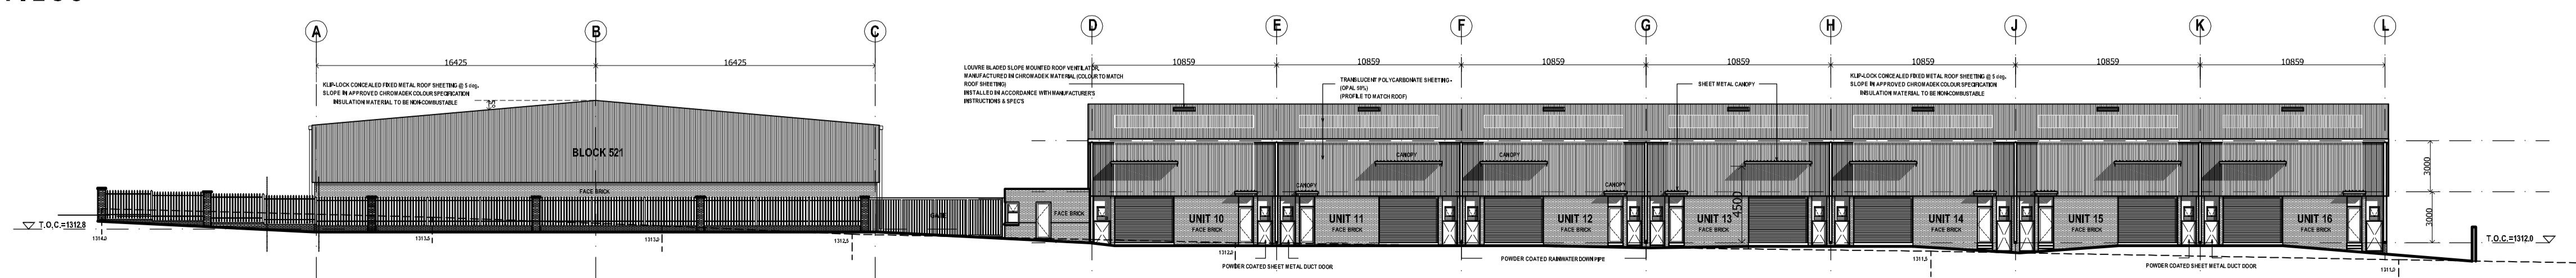 A
B
C
D
E
F
G
H
J
K
L
16425
16425
10859
10859
10859
10859
10859
10859
10859
KLIP-LOCK CONCEALED FIXED METAL ROOF SHEETING @ 5 deg,
SLOPE IN APPROVED CHROMADEK COLOUR SPECIFICATION
INSULATION MATERIAL TO BE NON-COMBUSTABLE
LOUVRE BLADED SLOPE MOUNTED ROOF VENTILATOR,
MANUFACTURED IN CHROMADEK MATERIAL (COLOUR TO MATCH
ROOF SHEETING)
INSTALLED IN ACCORDANCE WITH MANUFACTURER'S
INSTRUCTIONS & SPEC'S
TRANSLUCENT POLYCARBONATE SHEETING -
(OPAL 50%)
(PROFILE TO MATCH ROOF)
SHEET METAL CANOPY
KLIP-LOCK CONCEALED FIXED METAL ROOF SHEETING @ 5 deg,
SLOPE IN APPROVED CHROMADEK COLOUR SPECIFICATION
INSULATION MATERIAL TO BE NON-COMBUSTABLE
BLOCK 521
FACE BRICK
GATE
FACE BRICK
CANOPY
CANOPY
CANOPY
CANOPY
4500
3000
3000
UNIT 10
FACE BRICK
UNIT 11
FACE BRICK
UNIT 12
FACE BRICK
UNIT 13
FACE BRICK
UNIT 14
FACE BRICK
UNIT 15
FACE BRICK
UNIT 16
FACE BRICK
T.O.C.=1312.8
T.O.C.=1312.0
1312,5
POWDER COATED SHEET METAL DUCT DOOR
POWDER COATED RAINWATER DOWN PIPE
POWDER COATED SHEET METAL DUCT DOOR